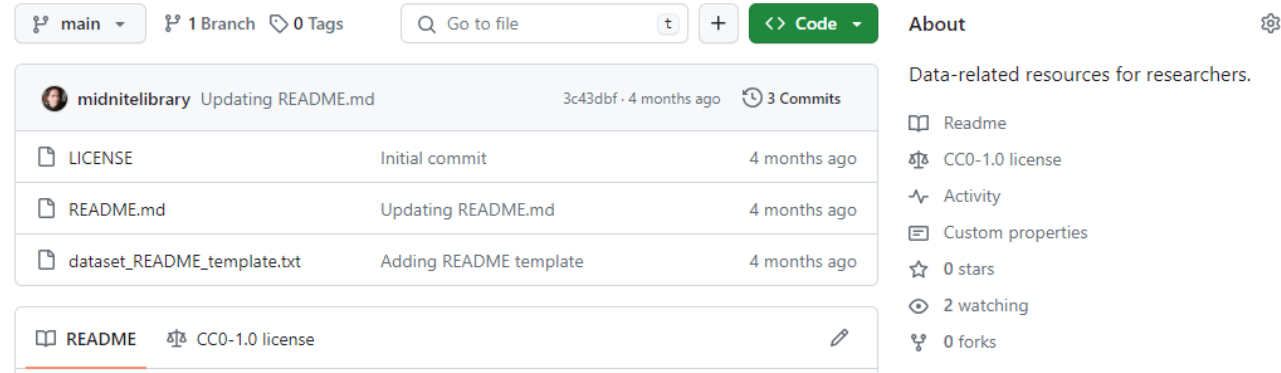 main 1 Branch 0 Tags Go to file t + <> Code
midnitelibrary Updating README.md 3c43dbf · 4 months ago 3 Commits
LICENSE Initial commit 4 months ago
README.md Updating README.md 4 months ago
dataset_README_template.txt Adding README template 4 months ago
README CC0-1.0 license
About
Data-related resources for researchers.
Readme
CC0-1.0 license
Activity
Custom properties
0 stars
2 watching
0 forks